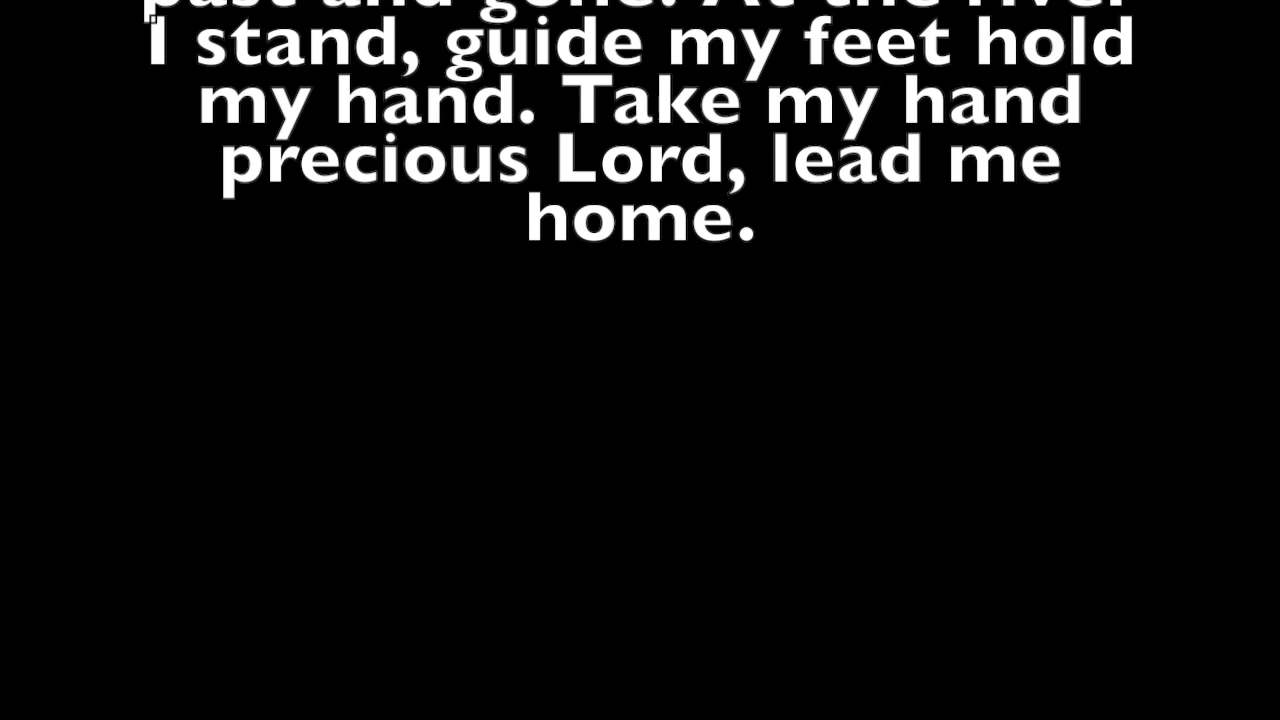 past and gone. At the river
I stand, guide my feet hold
my hand. Take my hand
precious Lord, lead me
home.